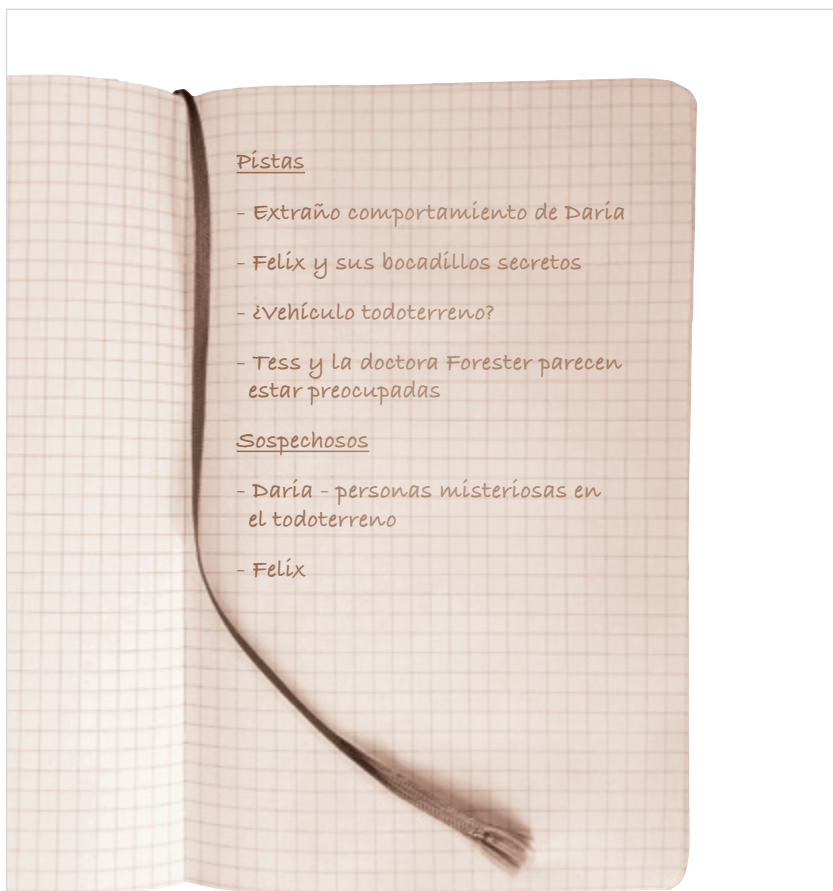 Pistas
- Extraño comportamiento de Daria
- Felix y sus bocadillos secretos
- ¿Vehículo todoterreno?
- Tess y la doctora Forester parecen
estar preocupadas
Sospechosos
- Daria - personas misteriosas en
el todoterreno
- Felix